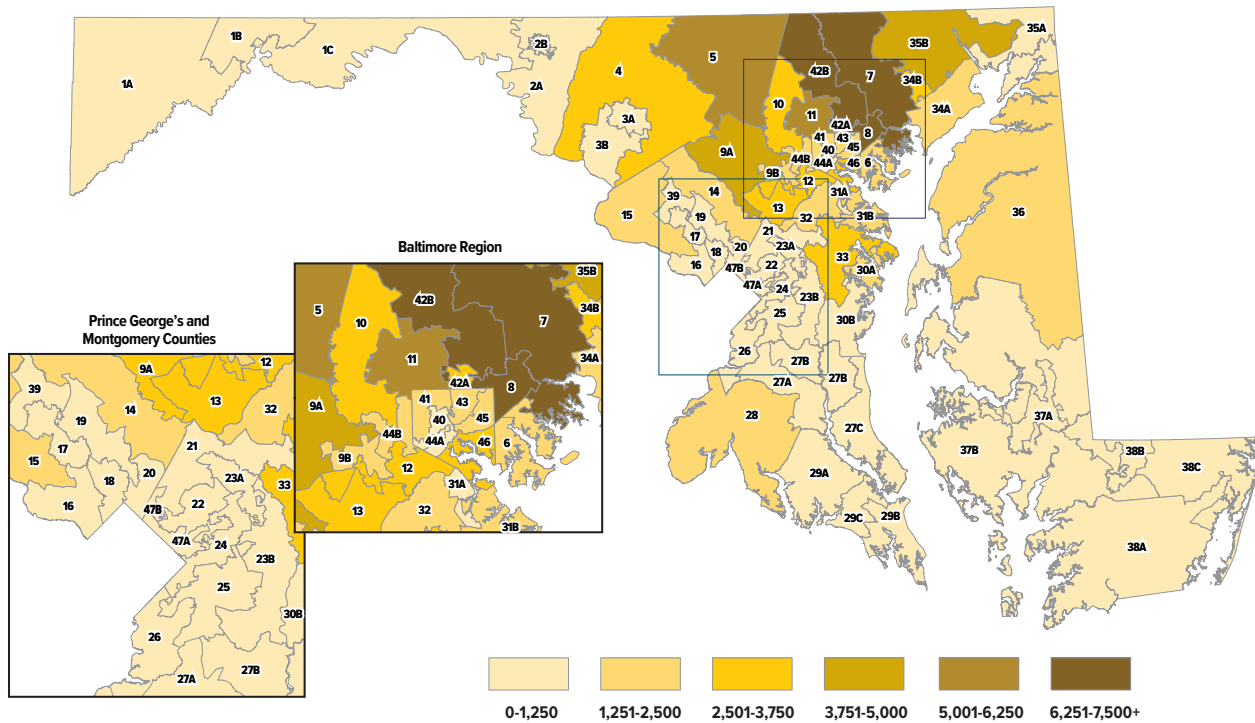 1A
1B
1C
2B
2A
4
3A
3B
5
42B
7
35B
35A
34B
34A
10
11
42A
8
41
43
40
45
44B
44A
46
6
9A
9B
12
31A
36
14
39
13
15
19
32
31B
21
17
20
23A
18
33
16
47B
22
30A
47A
24
23B
25
30B
26
27B
27A
27B
28
27C
37A
29A
37B
38B
38C
29C
29B
38A
Baltimore Region
35B
42B
5
10
7
34B
11
34A
42A
8
9A
41
43
40
45
44B
44A
46
6
9B
12
31A
13
32
31B
Prince George’s and
Montgomery Counties
9A
12
39
13
14
32
19
21
17
15
20
23A
18
33
16
22
47B
47A
24
23B
25
30B
26
27B
27A
0-1,250
1,251-2,500
2,501-3,750
3,751-5,000
5,001-6,250
6,251-7,500+